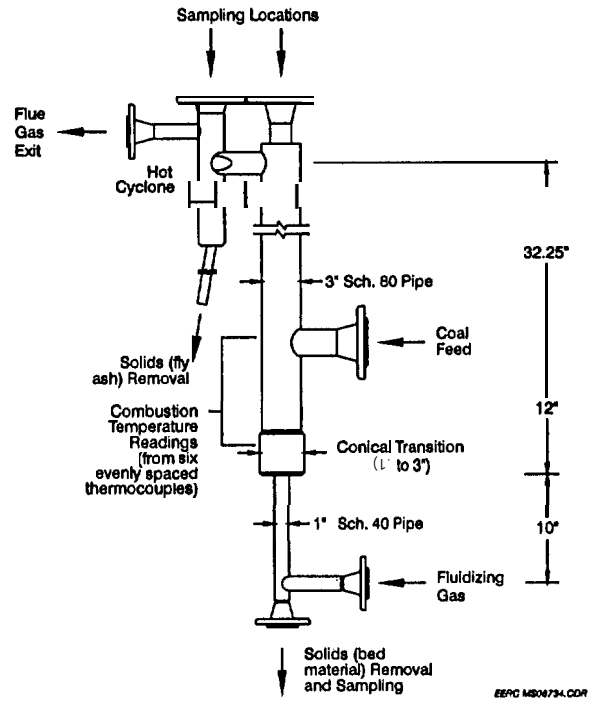 Sampling Locations
Flue
Gas
Exit
Hot
Cyclone
32.25"
3" Sch. 80 Pipe
Coal
Feed
Solids (fly
ash) Removal
Combustion
Temperature
Readings
(from six
evenly spaced
thermocouples)
12"
Conical Transition
to 3")
1" Sch. 40 Pipe
10"
Fluidizing
Gas
Solids (bed
material) Removal
and Sampling
EERC MS06734.CDR